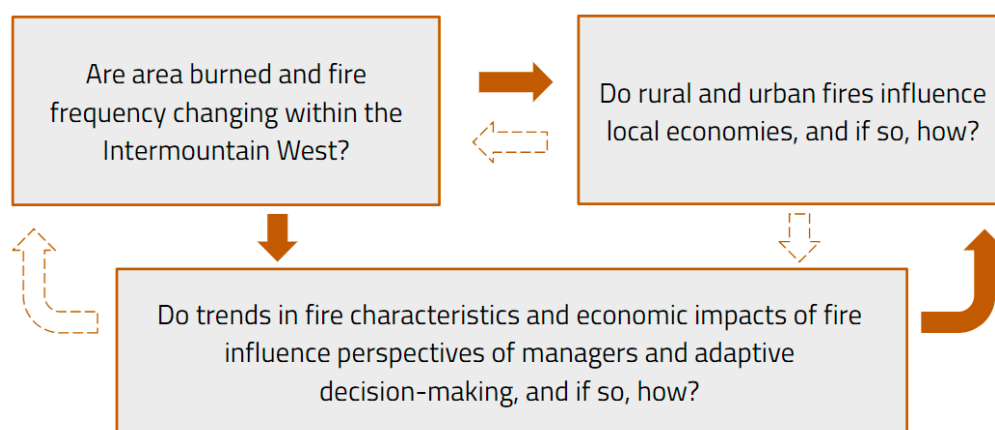 Are area burned and fire
frequency changing within the
Intermountain West?
Do rural and urban fires influence
local economies, and if so, how?
Do trends in fire characteristics and economic impacts of fire
influence perspectives of managers and adaptive
decision-making, and if so, how?